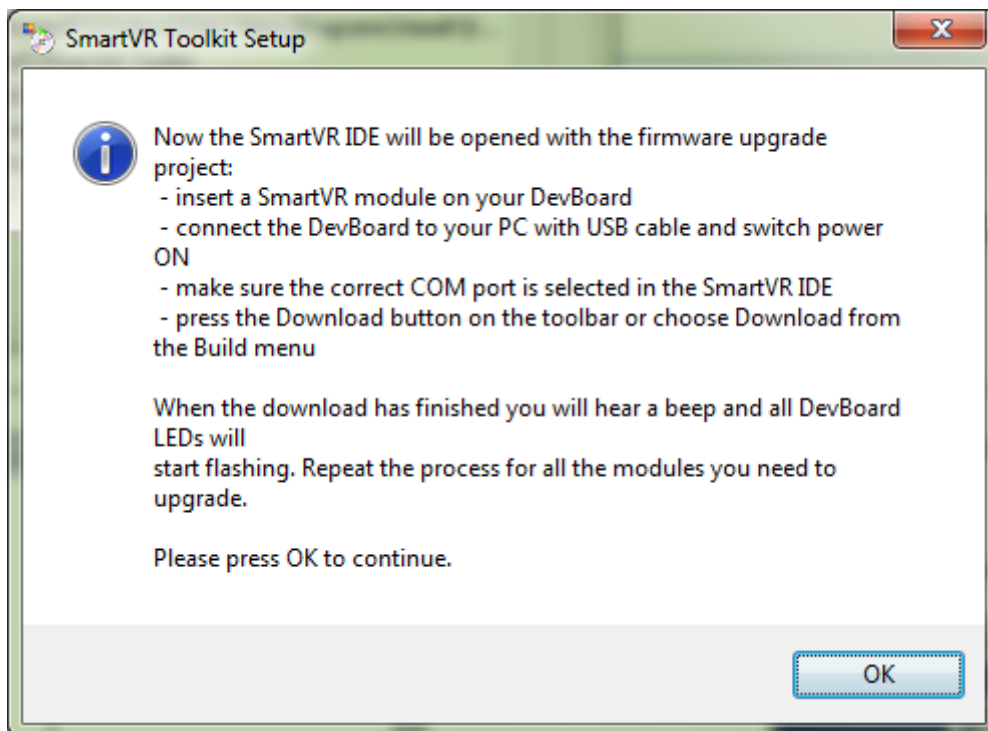 SmartVR Toolkit Setup
Now the SmartVR IDE will be opened with the firmware upgrade
project:
- insert a SmartVR module on your DevBoard
- connect the DevBoard to your PC with USB cable and switch power
ON
- make sure the correct COM port is selected in the SmartVR IDE
- press the Download button on the toolbar or choose Download from
the Build menu
When the download has finished you will hear a beep and all DevBoard
LEDs will
start flashing. Repeat the process for all the modules you need to
upgrade.
Please press OK to continue.
OK